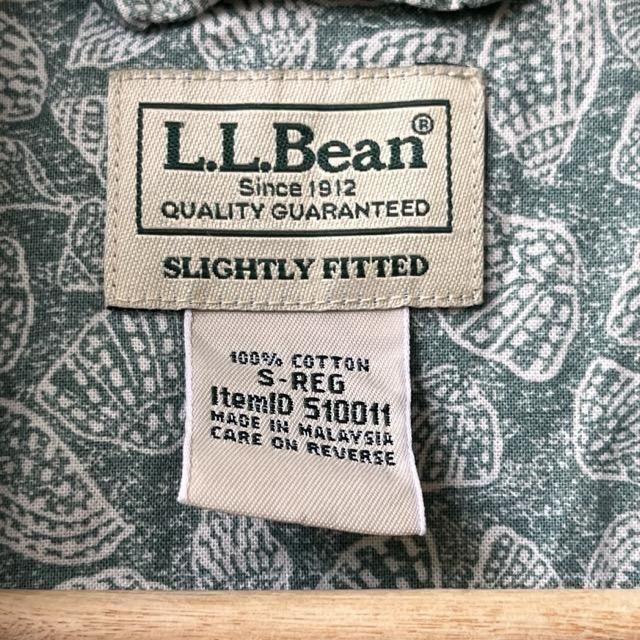 L.L.Bean®
Since 1912
QUALITY GUARANTEED
SLIGHTLY FITTED
100% COTTON
S-REG
ItemID 510011
MADE IN MALAYSIA
CARE ON REVERSE